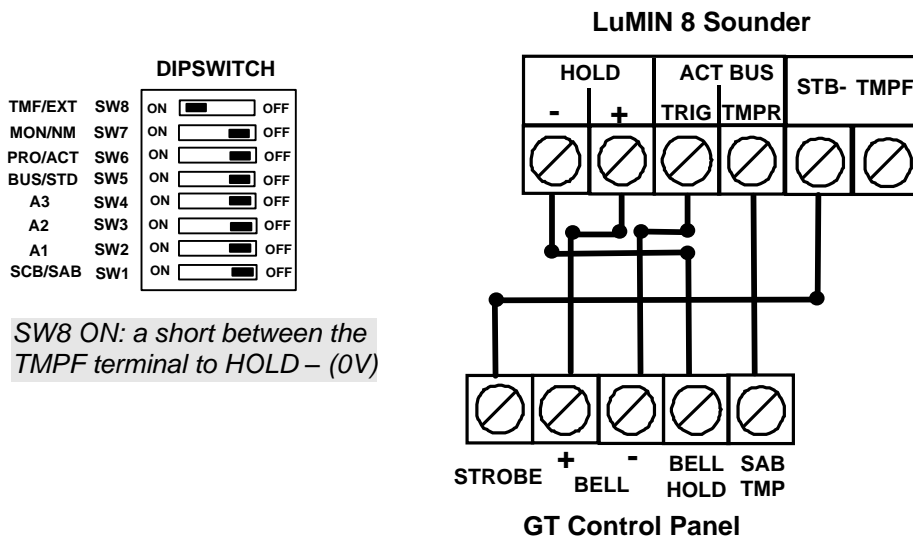 LuMIN 8 Sounder
DIPSWITCH
TMF/EXT SW8 ON OFF
MON/NM SW7 ON OFF
PRO/ACT SW6 ON OFF
BUS/STD SW5 ON OFF
A3 SW4 ON OFF
A2 SW3 ON OFF
A1 SW2 ON OFF
SCB/SAB SW1 ON OFF
SW8 ON: a short between the
TMPF terminal to HOLD – (0V)
HOLD ACT BUS STB- TMPF
- + TRIG TMPR
STROBE + - BELL SAB
BELL HOLD TMP
GT Control Panel